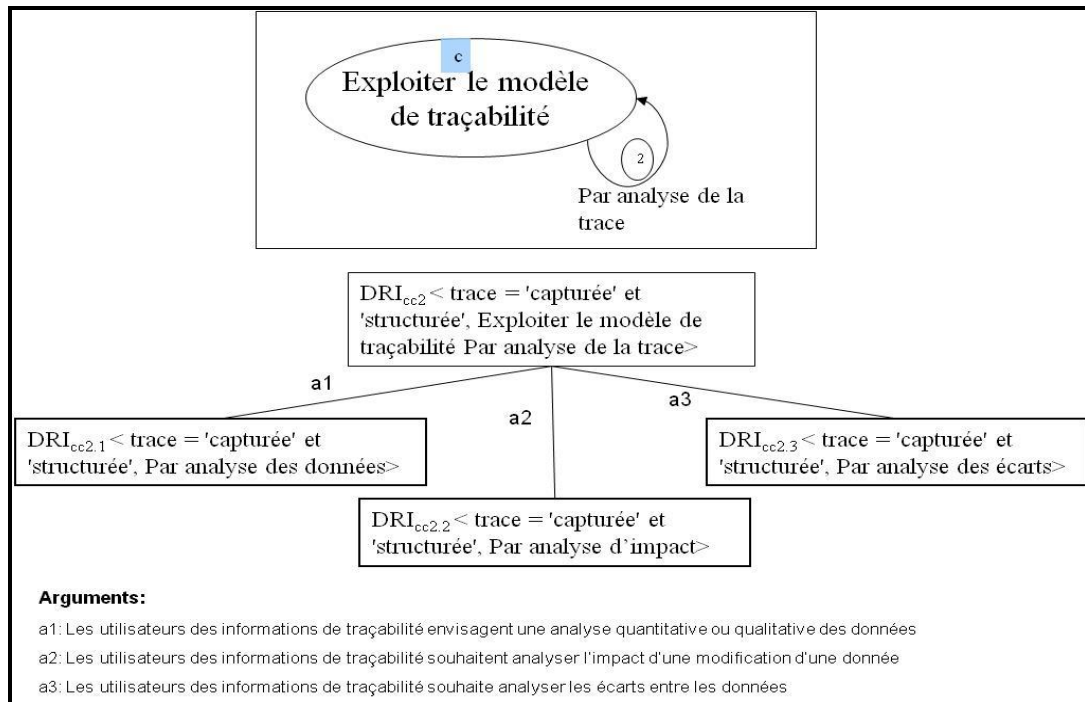 c
Exploiter le modèle
de traçabilité
2
Par analyse de la
trace
DRIcc2 < trace = 'capturée' et
'structurée', Exploiter le modèle de
traçabilité Par analyse de la trace>
a1
a2
a3
DRIcc2.1 < trace = 'capturée' et
'structurée', Par analyse des données>
DRIcc2.3 < trace = 'capturée' et
'structurée', Par analyse des écarts>
DRIcc2.2 < trace = 'capturée' et
'structurée', Par analyse d’impact>
Arguments:
a1: Les utilisateurs des informations de traçabilité envisagent une analyse quantitative ou qualitative des données
a2: Les utilisateurs des informations de traçabilité souhaitent analyser l'impact d'une modification d'une donnée
a3: Les utilisateurs des informations de traçabilité souhaite analyser les écarts entre les données